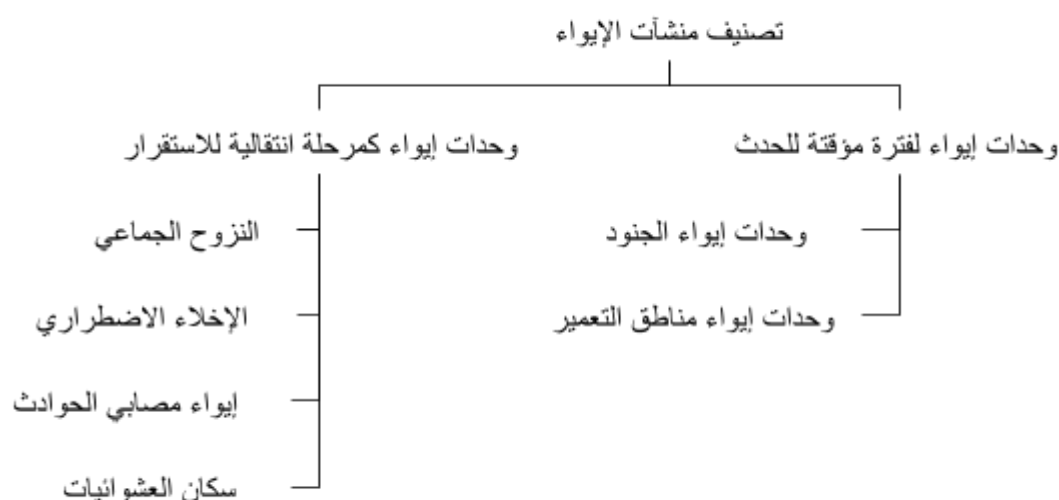 تصنيف منشآت الإيواء
وحدات إيواء لفترة مؤقتة للحدث
وحدات إيواء الجنود
وحدات إيواء مناطق التعمير
وحدات إيواء كمرحلة انتقالية للاستقرار
النزوح الجماعي
الإخلاء الاضطراري
إيواء مصابي الحوادث
سكان العشوائيات